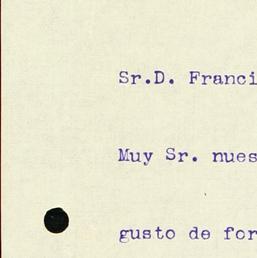 Sr.D. Franci
Muy Sr. nues
gusto de for